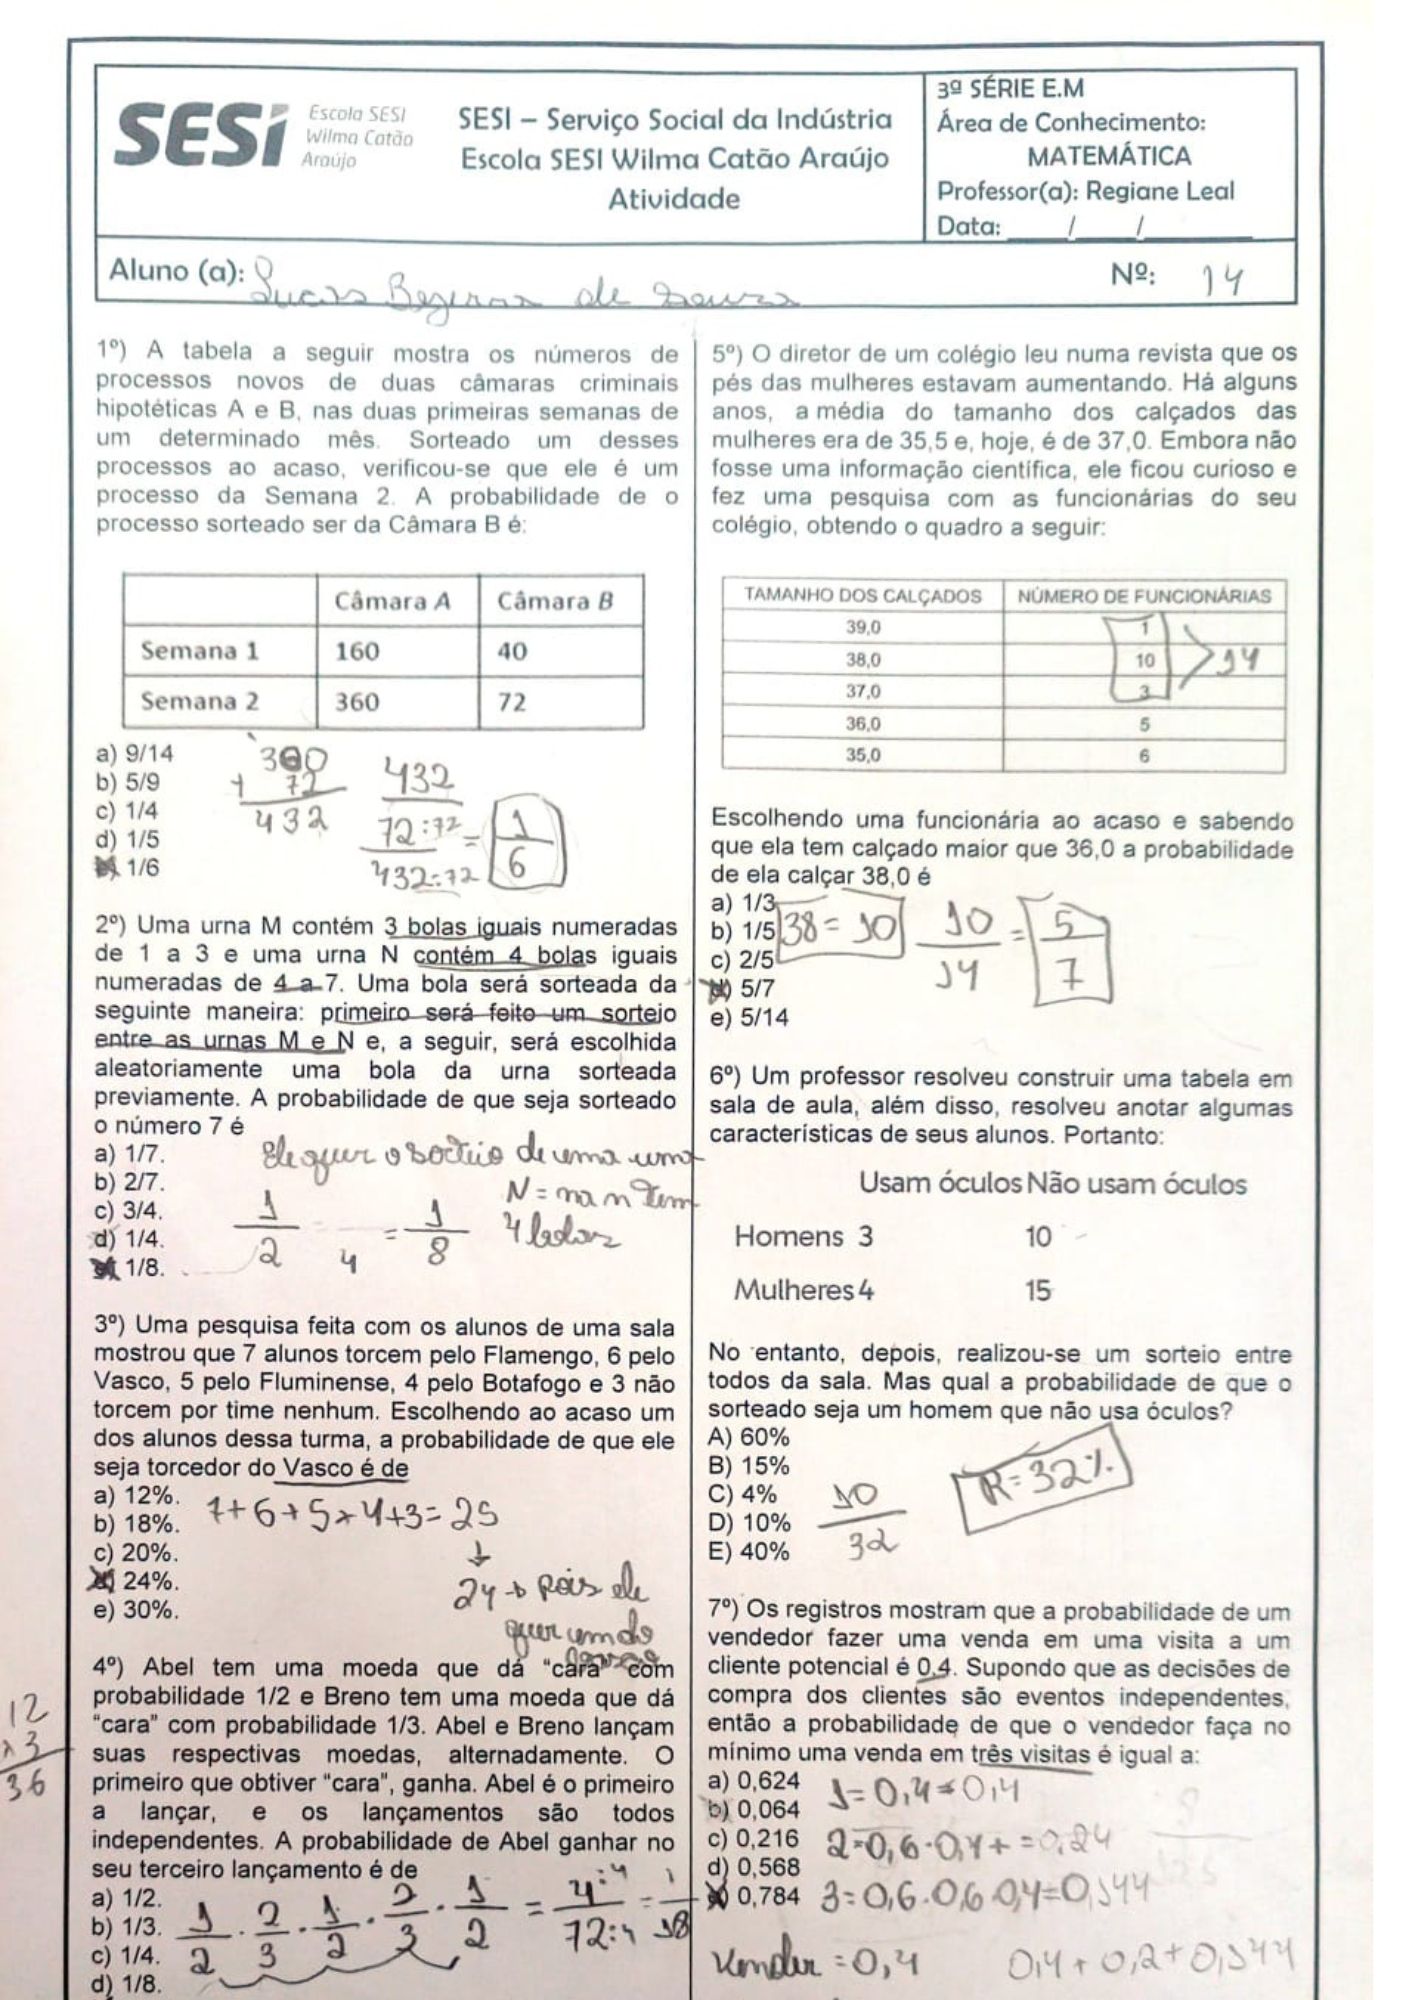 SESI
Escola SESI
Wilma Catão
Araújo
SESI – Serviço Social da Indústria
Escola SESI Wilma Catão Araújo
Atividade
3ª SÉRIE E.M
Área de Conhecimento:
MATEMÁTICA
Professor(a): Regiane Leal
Data: ____/____/________
Aluno (a): Lucas Bezerra de Souza
Nº: 14
1º) A tabela a seguir mostra os números de
processos novos de duas câmaras criminais
hipotéticas A e B, nas duas primeiras semanas de
um determinado mês. Sorteado um desses
processos ao acaso, verificou-se que ele é um
processo da Semana 2. A probabilidade de o
processo sorteado ser da Câmara B é:
Câmara A Câmara B
Semana 1 160 40
Semana 2 360 72
a) 9/14
b) 5/9
c) 1/4
d) 1/5
1/6
360
+ 72
432
432
72:72
432:72
= 1/6
2º) Uma urna M contém 3 bolas iguais numeradas
de 1 a 3 e uma urna N contém 4 bolas iguais
numeradas de 4 a 7. Uma bola será sorteada da
seguinte maneira: primeiro será feito um sorteio
entre as urnas M e N e, a seguir, será escolhida
aleatoriamente uma bola da urna sorteada
previamente. A probabilidade de que seja sorteado
o número 7 é
a) 1/7.
b) 2/7.
c) 3/4.
d) 1/4.
1/8.
Ele quer o sorteio de uma urna
N = na n tem
4 bolas
1/2 4 = 1/8
3º) Uma pesquisa feita com os alunos de uma sala
mostrou que 7 alunos torcem pelo Flamengo, 6 pelo
Vasco, 5 pelo Fluminense, 4 pelo Botafogo e 3 não
torcem por time nenhum. Escolhendo ao acaso um
dos alunos dessa turma, a probabilidade de que ele
seja torcedor do Vasco é de
a) 12%.
b) 18%.
c) 20%.
24%.
e) 30%.
7+6+5+4+3=25
↓
24 → pois ele
quer um do
4º) Abel tem uma moeda que dá “cara” com
probabilidade 1/2 e Breno tem uma moeda que dá
“cara” com probabilidade 1/3. Abel e Breno lançam
suas respectivas moedas, alternadamente. O
primeiro que obtiver “cara”, ganha. Abel é o primeiro
a lançar, e os lançamentos são todos
independentes. A probabilidade de Abel ganhar no
seu terceiro lançamento é de
a) 1/2.
b) 1/3.
c) 1/4.
d) 1/8.
12
x 3
36
1/2 · 2/3 · 1/2 · 2/3 · 1/2 = 4:4/72:4 = 1/18
5º) O diretor de um colégio leu numa revista que os
pés das mulheres estavam aumentando. Há alguns
anos, a média do tamanho dos calçados das
mulheres era de 35,5 e, hoje, é de 37,0. Embora não
fosse uma informação científica, ele ficou curioso e
fez uma pesquisa com as funcionárias do seu
colégio, obtendo o quadro a seguir:
TAMANHO DOS CALÇADOS NÚMERO DE FUNCIONÁRIAS
39,0 1
38,0 10
37,0 3
36,0 5
35,0 6
14
Escolhendo uma funcionária ao acaso e sabendo
que ela tem calçado maior que 36,0 a probabilidade
de ela calçar 38,0 é
a) 1/3
b) 1/5
c) 2/5
5/7
e) 5/14
38 = 10
10/14 = 5/7
6º) Um professor resolveu construir uma tabela em
sala de aula, além disso, resolveu anotar algumas
características de seus alunos. Portanto:
Usam óculos Não usam óculos
Homens 3 10
Mulheres 4 15
No entanto, depois, realizou-se um sorteio entre
todos da sala. Mas qual a probabilidade de que o
sorteado seja um homem que não usa óculos?
A) 60%
B) 15%
C) 4%
D) 10%
E) 40%
10/32
R=32%
7º) Os registros mostram que a probabilidade de um
vendedor fazer uma venda em uma visita a um
cliente potencial é 0,4. Supondo que as decisões de
compra dos clientes são eventos independentes,
então a probabilidade de que o vendedor faça no
mínimo uma venda em três visitas é igual a:
a) 0,624
b) 0,064
c) 0,216
d) 0,568
0,784
1=0,4=0,4
2=0,6·0,4+=0,24
3=0,6·0,6·0,4=0,144
Vender = 0,4
0,4+0,2+0,144